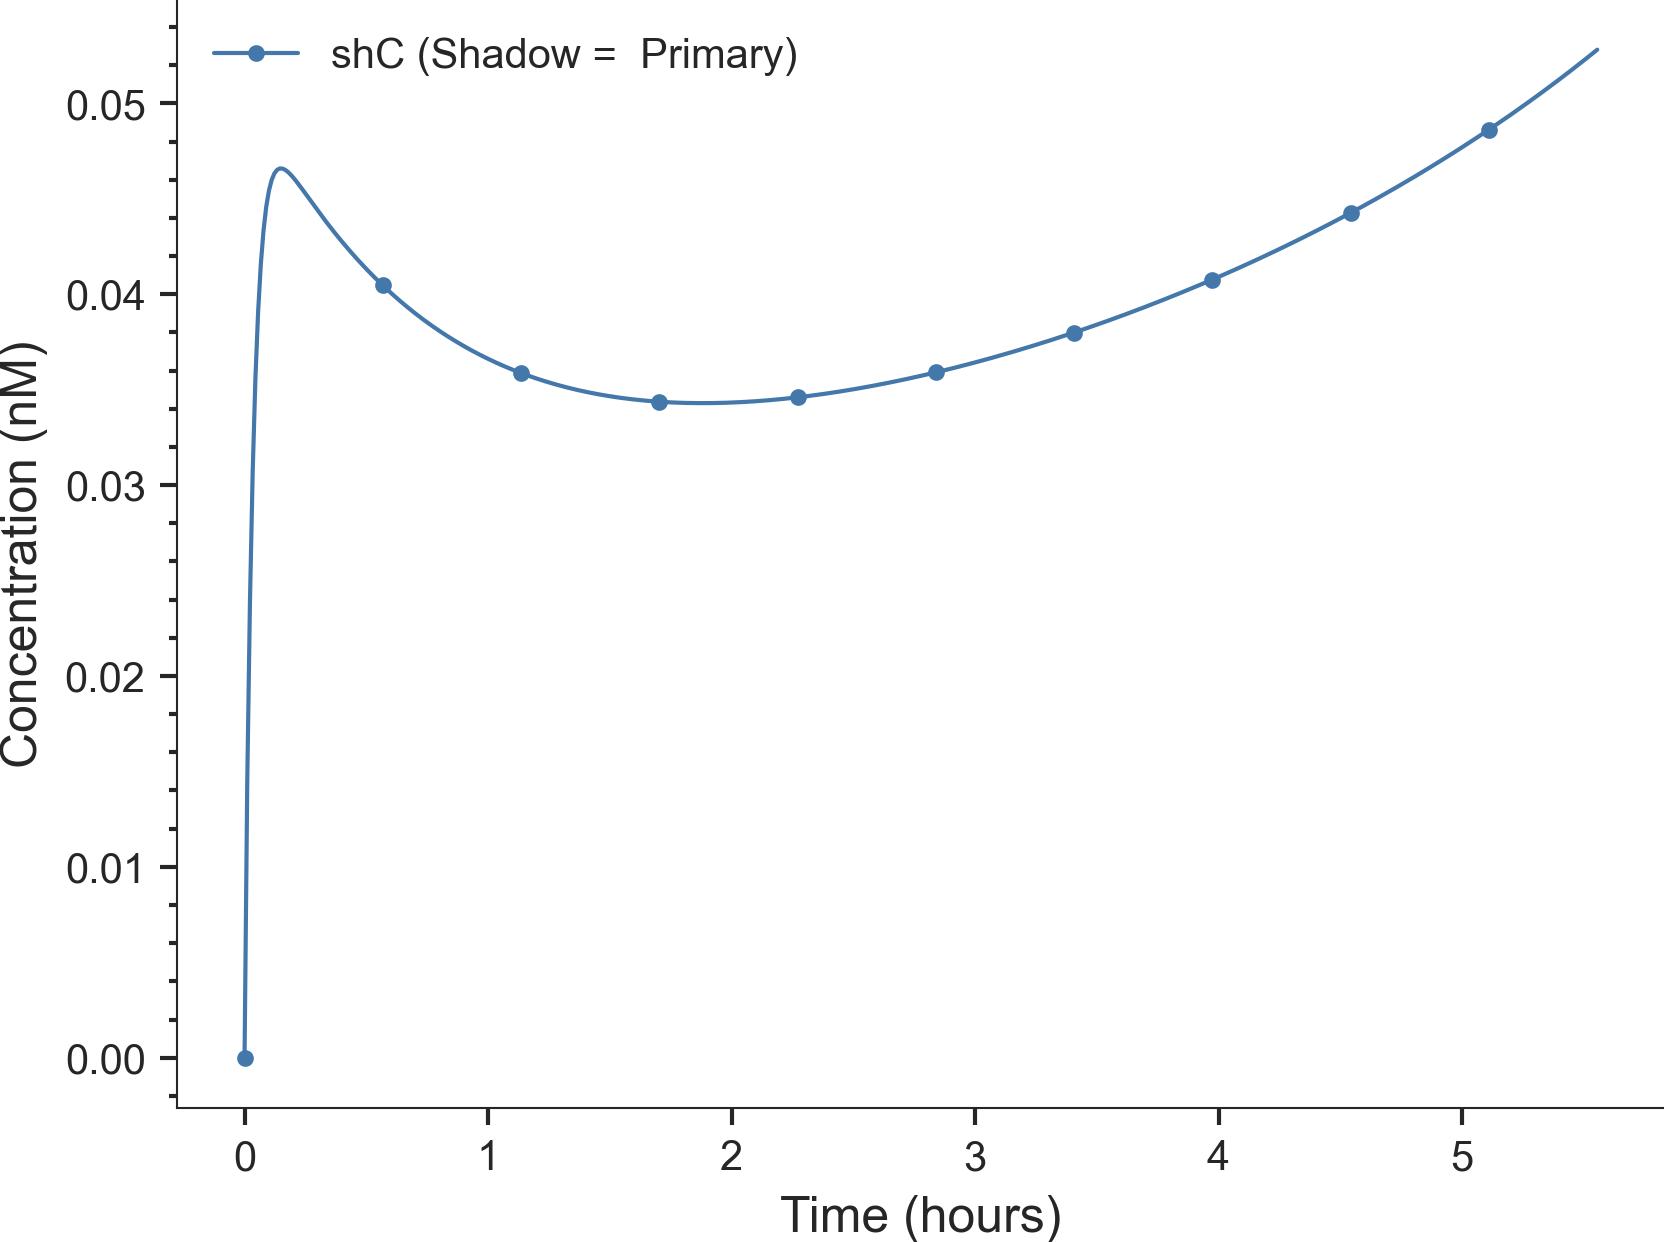 shC (Shadow =  Primary)
Concentration (nM)
0.05
0.04
0.03
0.02
0.01
0.00
0 1 2 3 4 5
Time (hours)